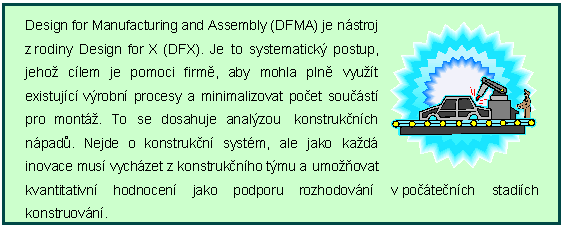 Design for Manufacturing and Assembly (DFMA) je nástroj
z rodiny Design for X (DFX). Je to systematický postup,
jehož cílem je pomoci firmě, aby mohla plně využít
existující výrobní procesy a minimalizovat počet součástí
pro montáž. To se dosahuje analýzou konstrukčních
nápadů. Nejde o konstrukční systém, ale jako každá
inovace musí vycházet z konstrukčního týmu a umožňovat
kvantitativní hodnocení jako podporu rozhodování v počátečních stadiích
konstruování.